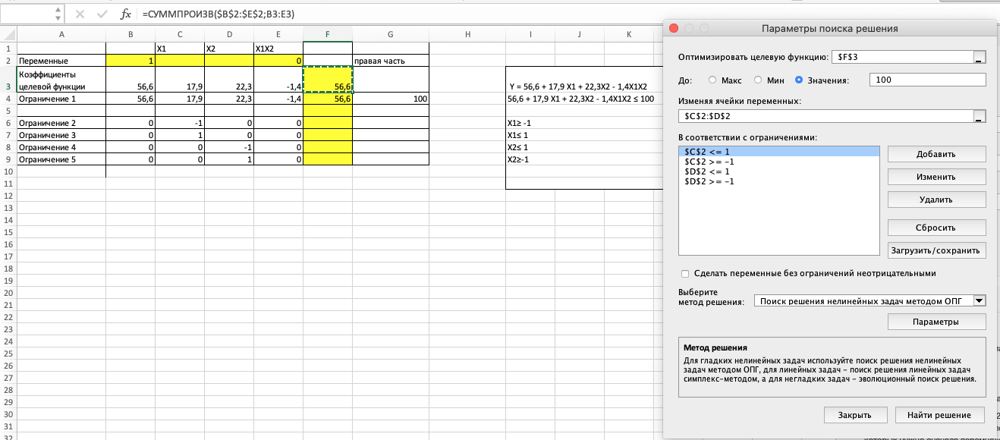 fx =СУММПРОИЗВ($B$2:$E$2;B3:E3)
A B C D E F G H I J K
1 X1 X2 X1X2
2 Переменные 1 0 правая часть
Коэффициенты
3 целевой функции 56,6 17,9 22,3 -1,4 56,6 Y = 56,6 + 17,9 X1 + 22,3X2 - 1,4X1X2
4 Ограничение 1 56,6 17,9 22,3 -1,4 56,6 100 56,6 + 17,9 X1 + 22,3X2 - 1,4X1X2 ≤ 100
5
6 Ограничение 2 0 -1 0 0 X1≥ -1
7 Ограничение 3 0 1 0 0 X1≤ 1
8 Ограничение 4 0 0 -1 0 X2≤ 1
9 Ограничение 5 0 0 1 0 X2≥-1
10
11
12
13
14
15
16
17
18
19
20
21
22
23
24
25
26
27
28
29
30
31
32
Параметры поиска решения
Оптимизировать целевую функцию: $F$3
До: Макс Мин Значения: 100
Изменяя ячейки переменных:
$C$2:$D$2
В соответствии с ограничениями:
$C$2 <= 1
$C$2 >= -1
$D$2 <= 1
$D$2 >= -1
Добавить
Изменить
Удалить
Сбросить
Загрузить/сохранить
Сделать переменные без ограничений неотрицательными
Выберите
метод решения: Поиск решения нелинейных задач методом ОПГ
Параметры
Метод решения
Для гладких нелинейных задач используйте поиск решения нелинейных
задач методом ОПГ, для линейных задач – поиск решения линейных задач
симплекс-методом, а для негладких задач – эволюционный поиск решения.
Закрыть Найти решение